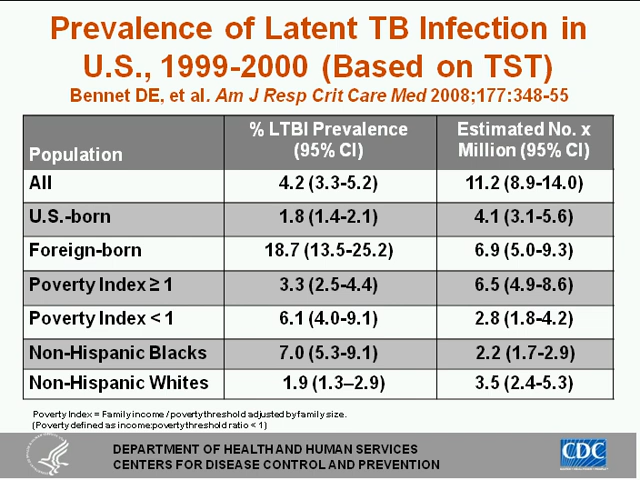 Prevalence of Latent TB Infection in
U.S., 1999-2000 (Based on TST)
Bennet DE, et al. Am J Resp Crit Care Med 2008;177:348-55
Population % LTBI Prevalence (95% CI) Estimated No. x Million (95% CI)
All 4.2 (3.3-5.2) 11.2 (8.9-14.0)
U.S.-born 1.8 (1.4-2.1) 4.1 (3.1-5.6)
Foreign-born 18.7 (13.5-25.2) 6.9 (5.0-9.3)
Poverty Index ≥ 1 3.3 (2.5-4.4) 6.5 (4.9-8.6)
Poverty Index < 1 6.1 (4.0-9.1) 2.8 (1.8-4.2)
Non-Hispanic Blacks 7.0 (5.3-9.1) 2.2 (1.7-2.9)
Non-Hispanic Whites 1.9 (1.3–2.9) 3.5 (2.4-5.3)
Poverty Index = Family income / poverty threshold adjusted by family size.
(Poverty defined as income:poverty threshold ratio < 1)
DEPARTMENT OF HEALTH AND HUMAN SERVICES
CENTERS FOR DISEASE CONTROL AND PREVENTION
CDC